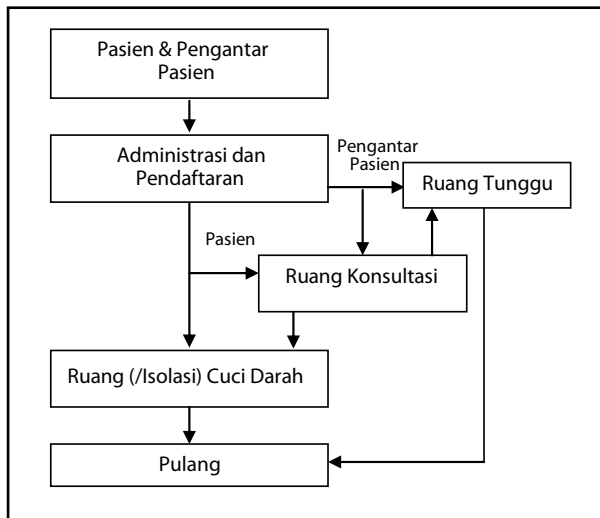 Pasien & Pengantar
Pasien
Administrasi dan
Pendaftaran
Pengantar
Pasien
Ruang Tunggu
Pasien
Ruang Konsultasi
Ruang (/Isolasi) Cuci Darah
Pulang